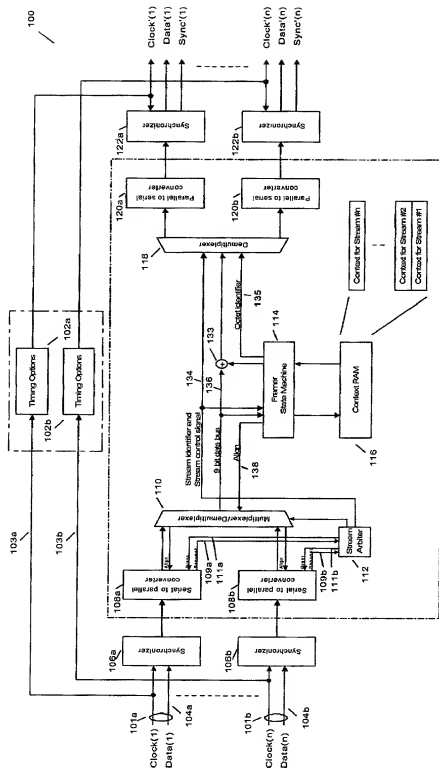 100
Clock'(1)
Data'(1)
Sync'(1)
Clock'(n)
Data'(n)
Sync'(n)
122a
Synchronizer
122b
Synchronizer
120a
Parallel to serial
converter
120b
Parallel to serial
converter
118
Demultiplexer
102a
Timing Options
102b
Timing Options
103a
103b
134
Stream identifier and
Stream control signal
136
9 bit data bus
133
135
Octet Identifier
114
Framer
State Machine
138
Align
116
Context RAM
Context for Stream #n
Context for Stream #2
Context for Stream #1
110
Multiplexer/Demultiplexer
108a
Serial to parallel
converter
Align
109a
111a
108b
Serial to parallel
converter
Align
109b
111b
Stream
Arbiter
112
106a
Synchronizer
106b
Synchronizer
101a
104a
Clock(1)
Data(1)
101b
104b
Clock(n)
Data(n)